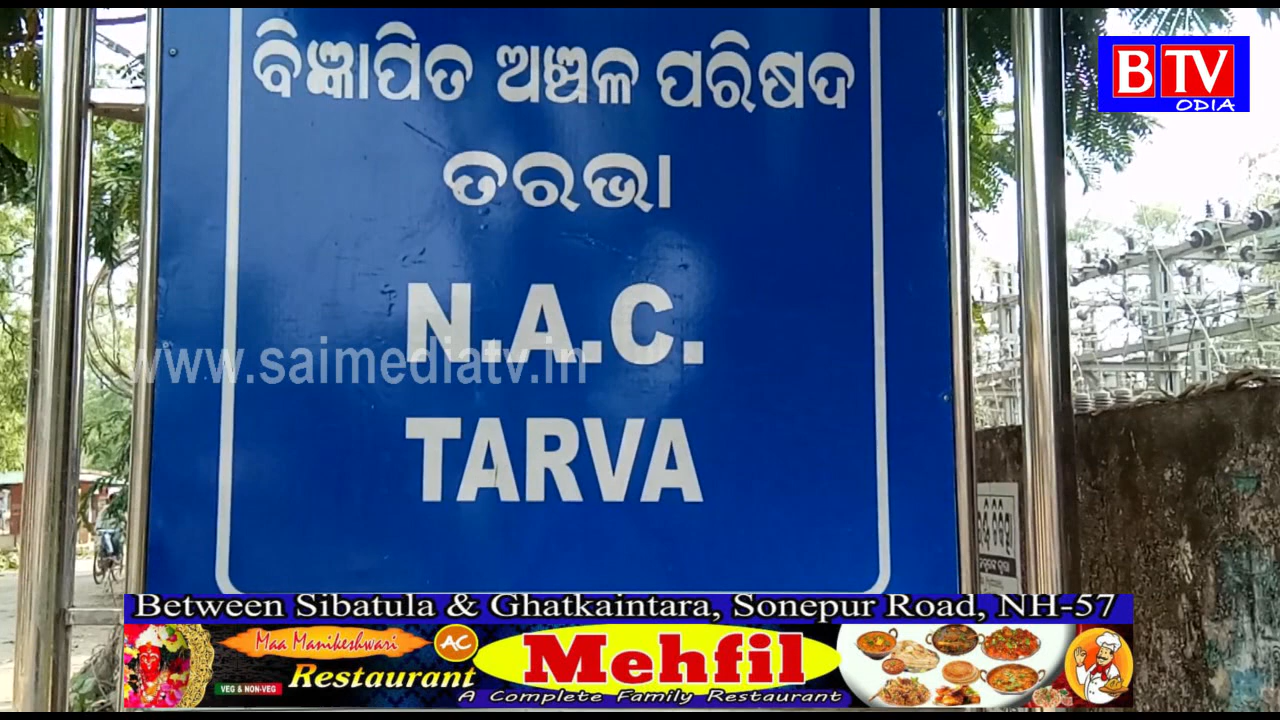 BTV
ODIA
ବିଜ୍ଞାପିତ ଅଞ୍ଚଳ ପରିଷଦ
ତରଭା
N.A.C.
www.saimediatv.in
TARVA
Between Sibatula & Ghatkaintara, Sonepur Road, NH-57
Maa Manikeshwari
AC
Restaurant
VEG & NON-VEG
Mehfil
A Complete Family Restaurant